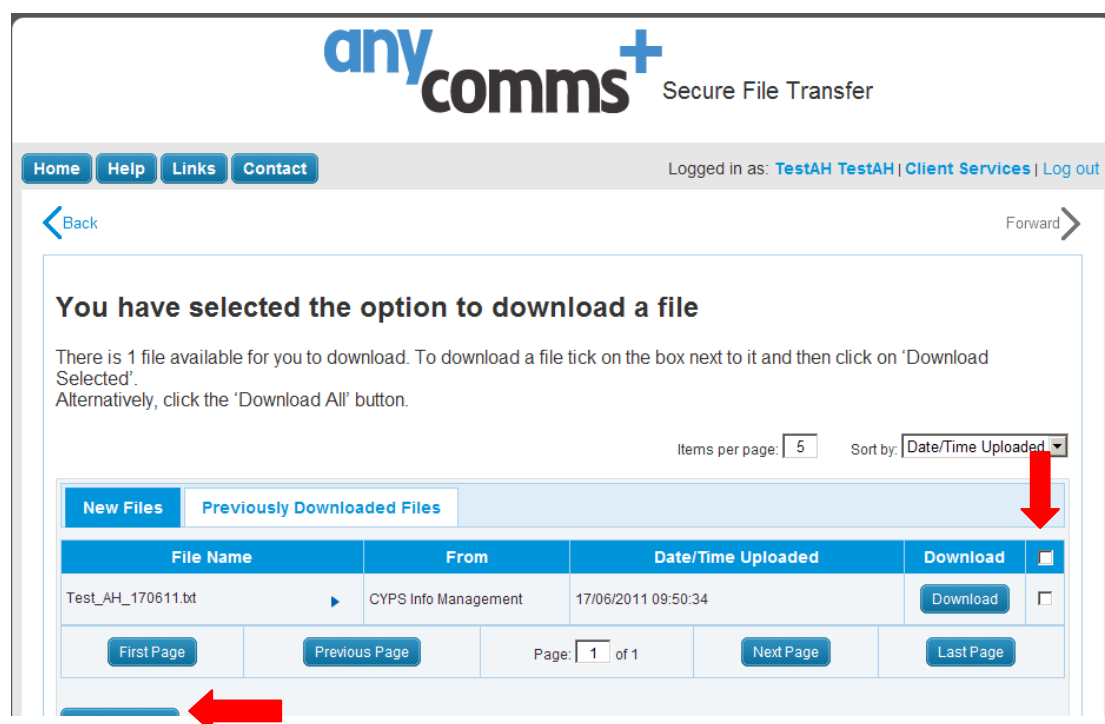 any
comms+ Secure File Transfer
Home Help Links Contact Logged in as: TestAH TestAH | Client Services | Log out
Back Forward
You have selected the option to download a file
There is 1 file available for you to download. To download a file tick on the box next to it and then click on ‘Download
Selected’.
Alternatively, click the ‘Download All’ button.
Items per page: 5 Sort by: Date/Time Uploaded
New Files Previously Downloaded Files
File Name From Date/Time Uploaded Download
Test_AH_170611.txt CYPS Info Management 17/06/2011 09:50:34 Download
First Page Previous Page Page: 1 of 1 Next Page Last Page